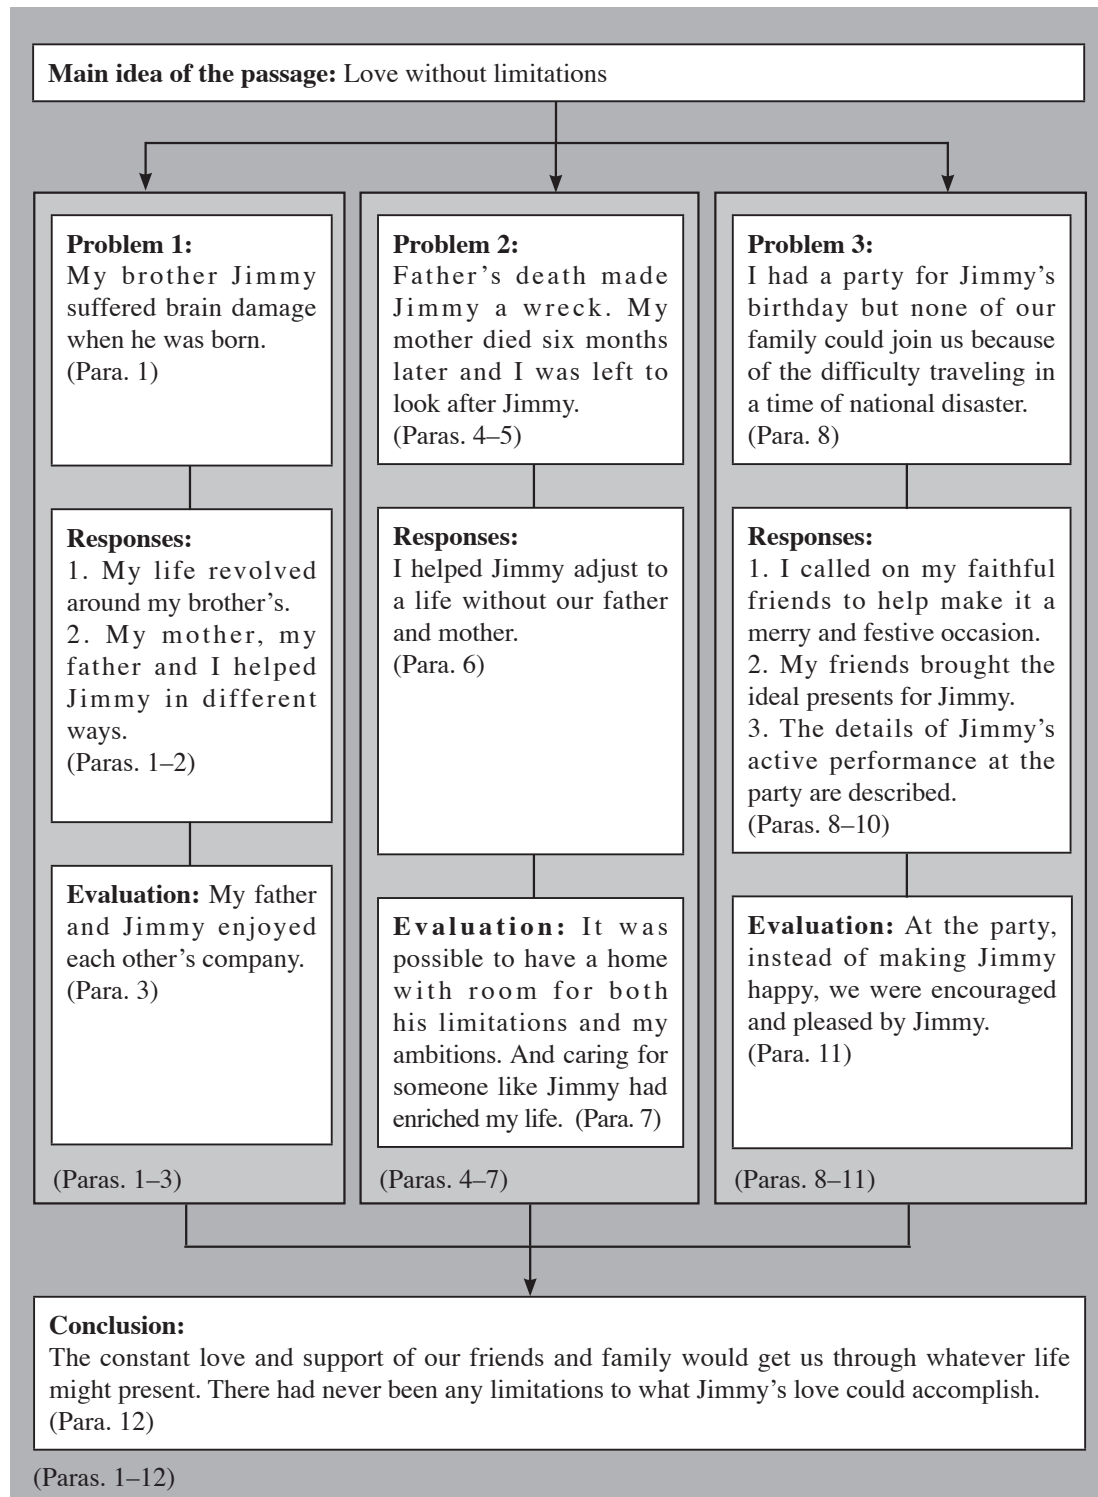 Main idea of the passage: Love without limitations
Problem 1:
My brother Jimmy
suffered brain damage
when he was born.
(Para. 1)
Responses:
1. My life revolved
around my brother's.
2. My mother, my
father and I helped
Jimmy in different
ways.
(Paras. 1–2)
Evaluation: My father
and Jimmy enjoyed
each other's company.
(Para. 3)
(Paras. 1–3)
Problem 2:
Father's death made
Jimmy a wreck. My
mother died six months
later and I was left to
look after Jimmy.
(Paras. 4–5)
Responses:
I helped Jimmy adjust to
a life without our father
and mother.
(Para. 6)
Evaluation: It was
possible to have a home
with room for both
his limitations and my
ambitions. And caring for
someone like Jimmy had
enriched my life. (Para. 7)
(Paras. 4–7)
Problem 3:
I had a party for Jimmy's
birthday but none of our
family could join us because
of the difficulty traveling in
a time of national disaster.
(Para. 8)
Responses:
1. I called on my faithful
friends to help make it a
merry and festive occasion.
2. My friends brought the
ideal presents for Jimmy.
3. The details of Jimmy's
active performance at the
party are described.
(Paras. 8–10)
Evaluation: At the party,
instead of making Jimmy
happy, we were encouraged
and pleased by Jimmy.
(Para. 11)
(Paras. 8–11)
Conclusion:
The constant love and support of our friends and family would get us through whatever life
might present. There had never been any limitations to what Jimmy's love could accomplish.
(Para. 12)
(Paras. 1–12)